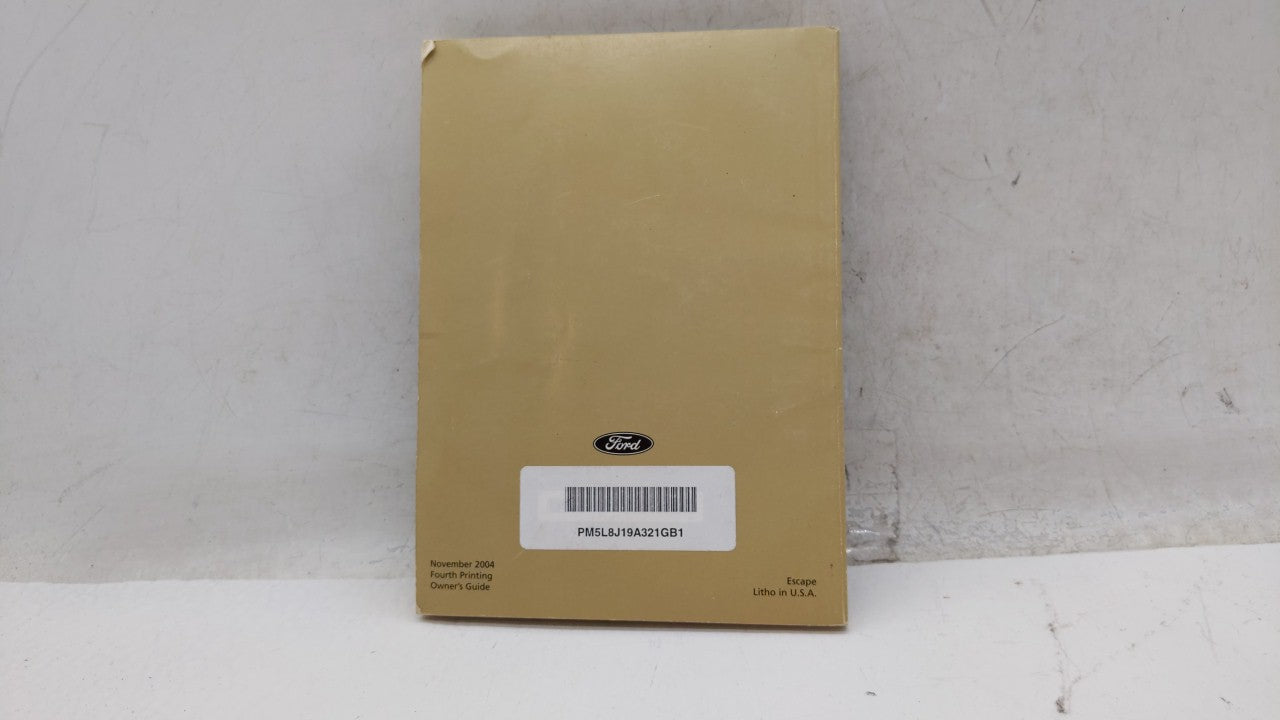 Ford
PM5L8J19A321GB1
November 2004
Fourth Printing
Owner's Guide
Escape
Litho in U.S.A.